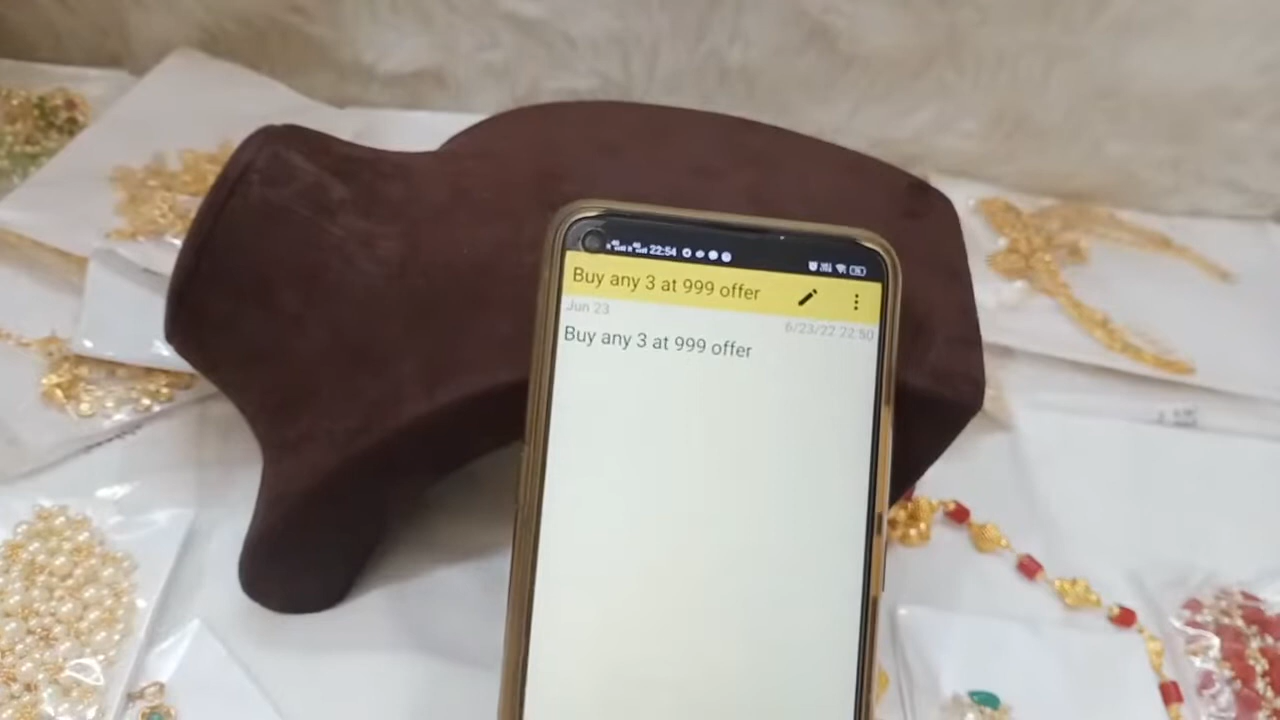 22:54
Buy any 3 at 999 offer
Jun 23
6/23/22 22:50
Buy any 3 at 999 offer